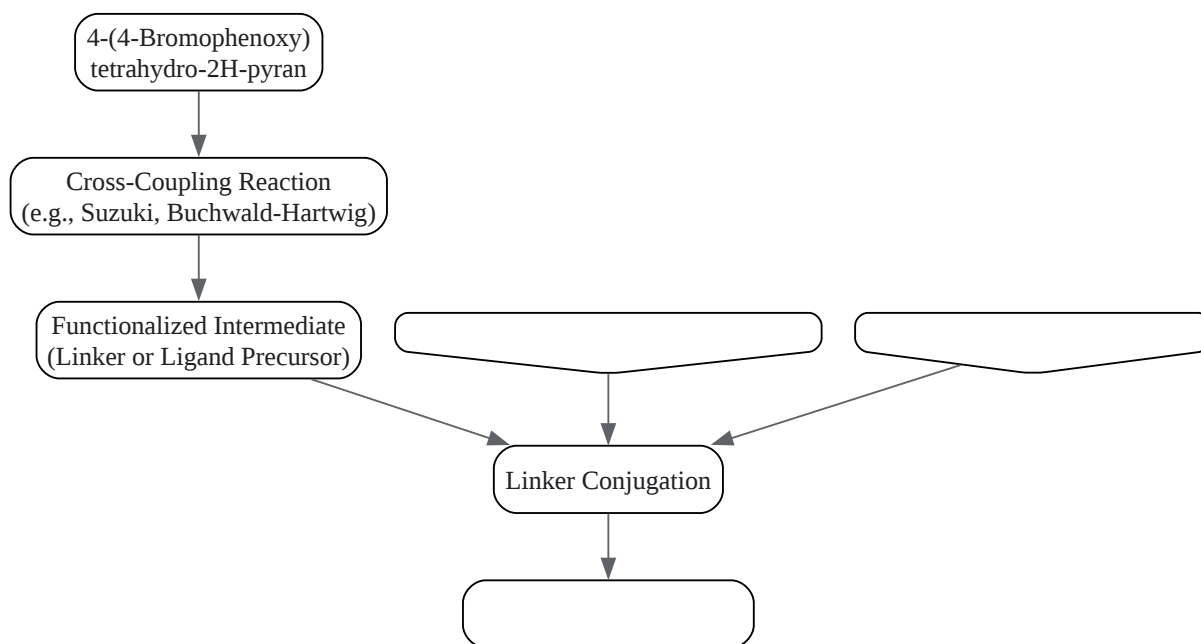 4-(4-Bromophenoxy)
tetrahydro-2H-pyran
Cross-Coupling Reaction
(e.g., Suzuki, Buchwald-Hartwig)
Functionalized Intermediate
(Linker or Ligand Precursor)
Linker Conjugation